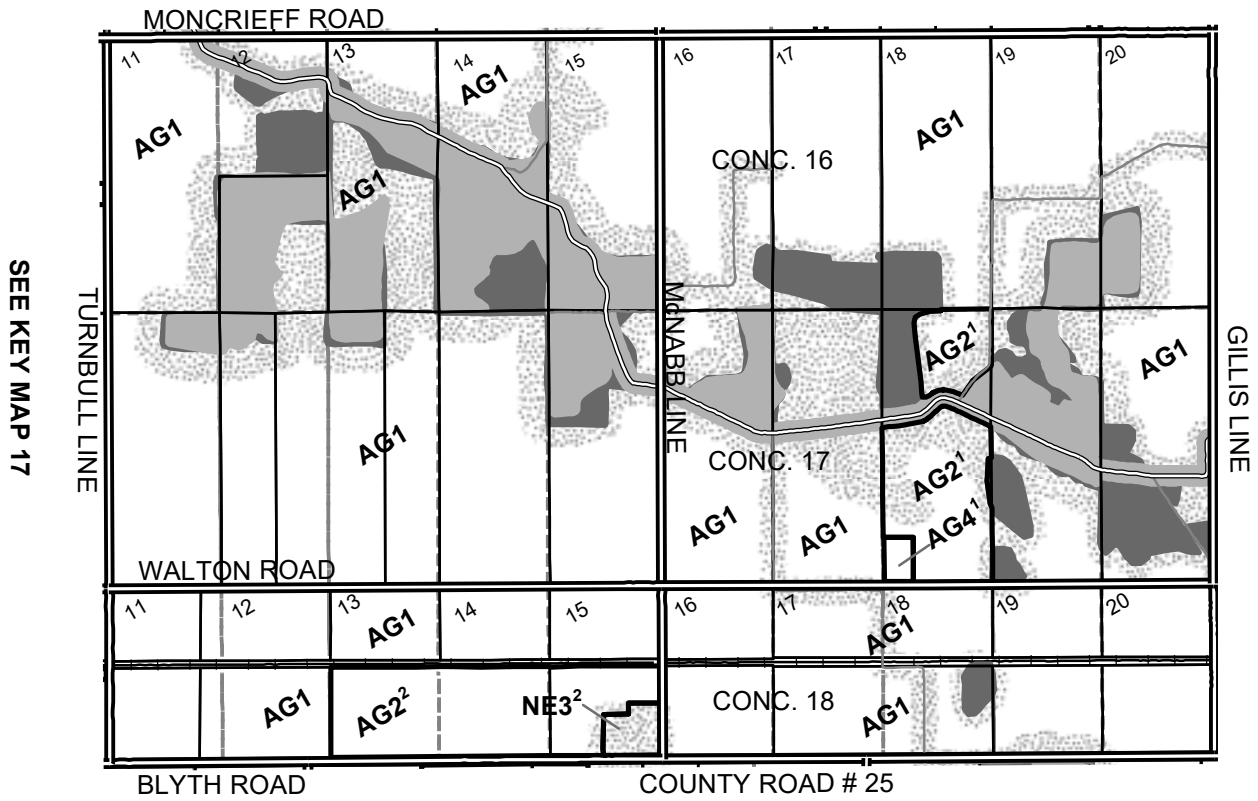 MONCRIEFF ROAD
11
12
13
14
15
16
17
18
19
20
AG1
AG1
AG1
AG1
CONC. 16
SEE KEY MAP 17
TURNBULL LINE
McNABB LINE
GILLIS LINE
AG2¹
AG1
AG1
CONC. 17
AG2¹
AG1
AG1
AG4¹
WALTON ROAD
11
12
13
14
15
16
17
18
19
20
AG1
AG1
AG1
AG2²
NE3²
CONC. 18
AG1
BLYTH ROAD
COUNTY ROAD # 25